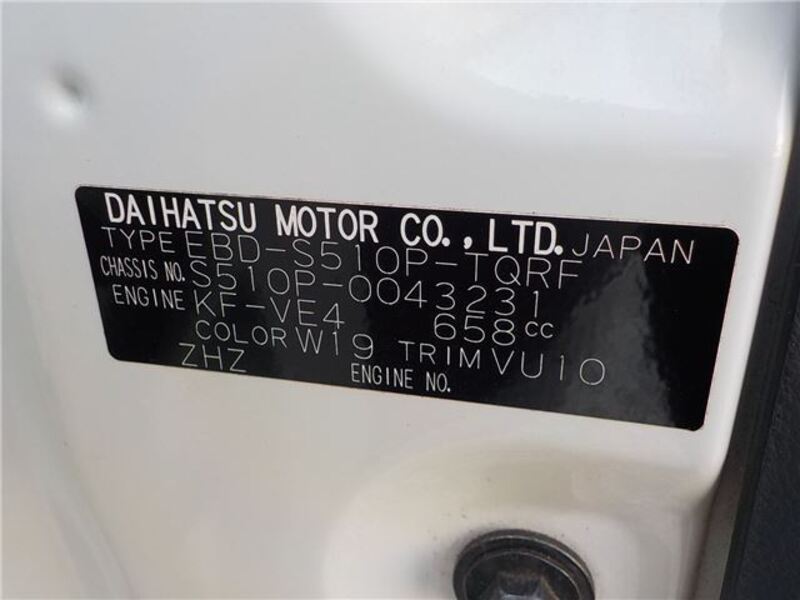 DAIHATSU MOTOR CO., LTD. JAPAN
TYPE EBD-S510P-TQRF
CHASSIS NO. S510P-0043231
ENGINE KF-VE4 658cc
COLOR W19 TRIM VU10
ZHZ ENGINE NO.